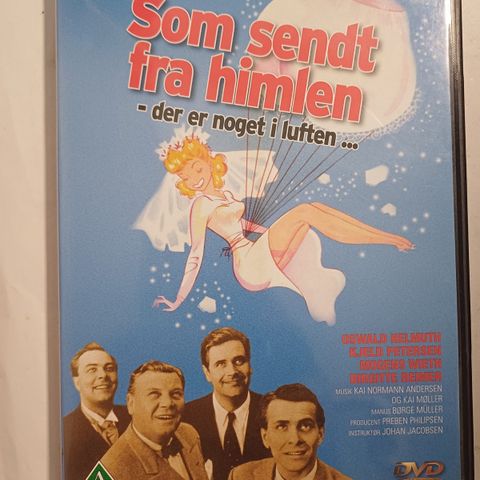 Som sendt
fra himlen
- der er noget i luften ...
OSWALD HELMUTH
KJELD PETERSEN
MOGENS WIETH
BIRGITTE REIMER
MUSIK KAI NORMANN ANDERSEN
OG KAI MØLLER
MANUS BØRGE MÜLLER
PRODUCENT PREBEN PHILIPSEN
INSTRUKTØR JOHAN JACOBSEN
A
DVD